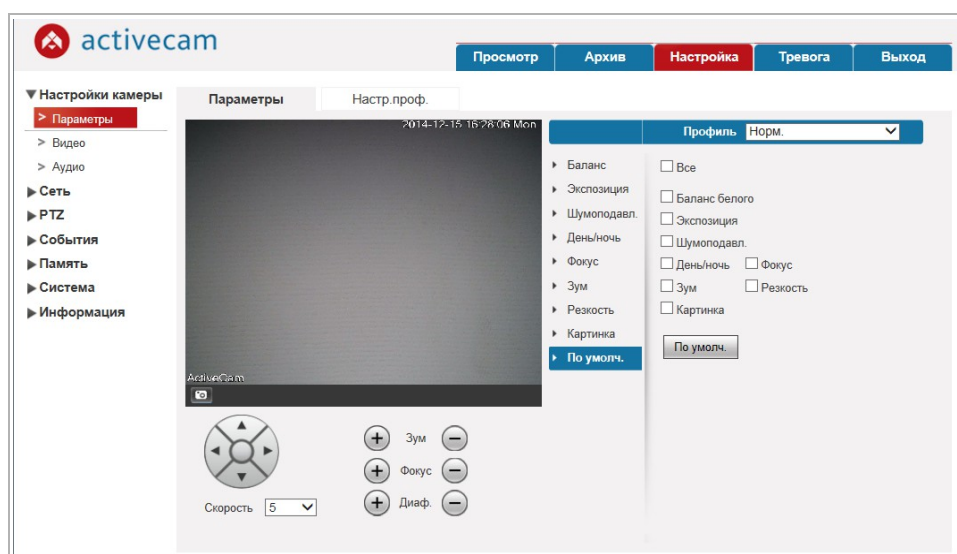 activecam
Просмотр Архив Настройка Тревога Выход
Настройки камеры
> Параметры
> Видео
> Аудио
Сеть
PTZ
События
Память
Система
Информация
Параметры Настр.проф.
2014-12-15 16:28:06 Mon
ActiveCam
Скорость 5
+ Зум −
+ Фокус −
+ Диаф. −
Профиль Норм.
Баланс
Экспозиция
Шумоподавл.
День/ночь
Фокус
Зум
Резкость
Картинка
По умолч.
Все
Баланс белого
Экспозиция
Шумоподавл.
День/ночь Фокус
Зум Резкость
Картинка
По умолч.